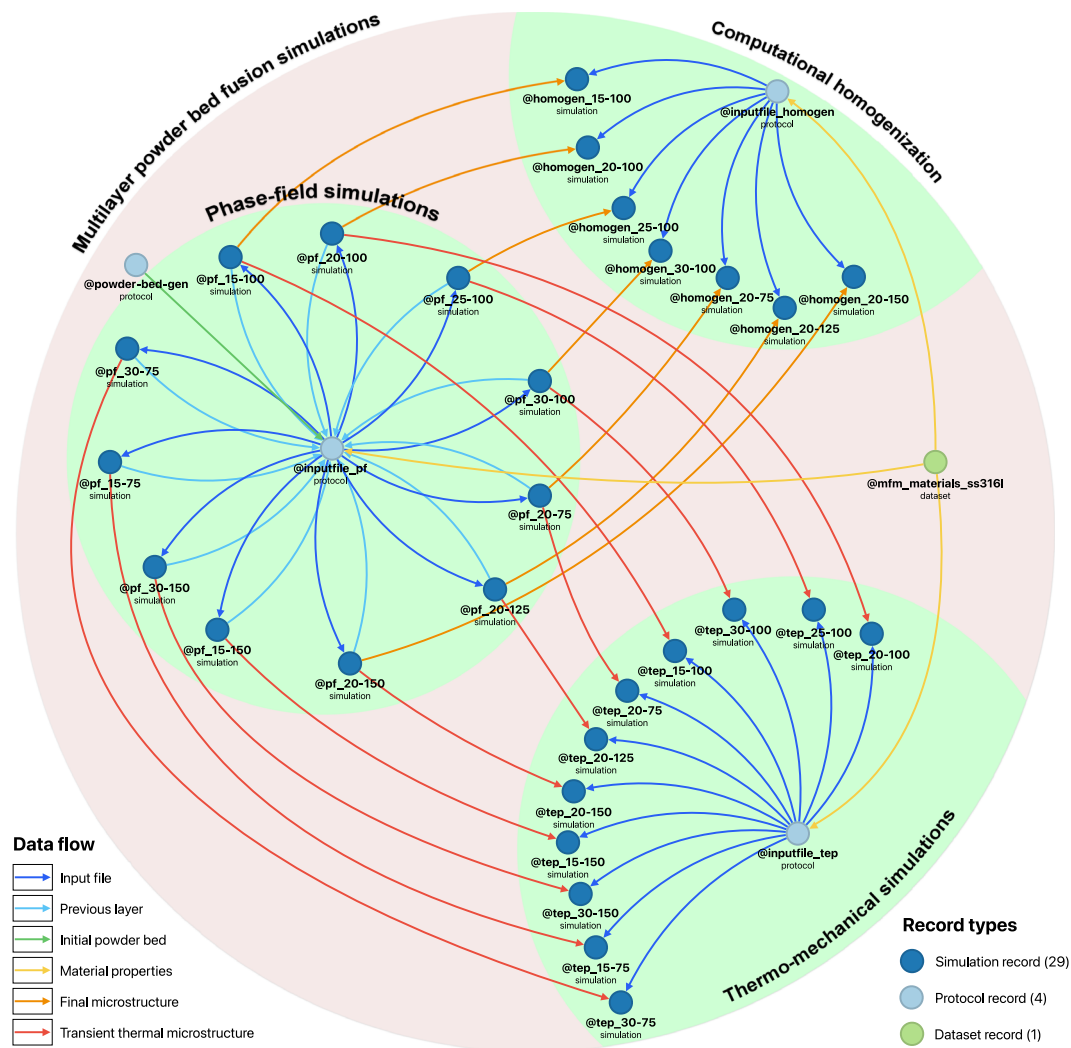 Multilayer powder bed fusion simulations
Computational homogenization
Phase-field simulations
Thermo-mechanical simulations
@homogen_15-100
simulation
@inputfile_homogen
protocol
@homogen_20-100
simulation
@homogen_25-100
simulation
@homogen_30-100
simulation
@homogen_20-75
simulation
@homogen_20-150
simulation
@homogen_20-125
simulation
@powder-bed-gen
protocol
@pf_15-100
simulation
@pf_20-100
simulation
@pf_25-100
simulation
@pf_30-75
simulation
@pf_30-100
simulation
@pf_15-75
simulation
@inputfile_pf
protocol
@pf_20-75
simulation
@mfm_materials_ss316l
dataset
@pf_30-150
simulation
@pf_20-125
simulation
@pf_15-150
simulation
@pf_20-150
simulation
@tep_30-100
simulation
@tep_25-100
simulation
@tep_20-100
simulation
@tep_15-100
simulation
@tep_20-75
simulation
@tep_20-125
simulation
@tep_20-150
simulation
@tep_15-150
simulation
@inputfile_tep
protocol
@tep_30-150
simulation
@tep_15-75
simulation
@tep_30-75
simulation
Data flow
Input file
Previous layer
Initial powder bed
Material properties
Final microstructure
Transient thermal microstructure
Record types
Simulation record (29)
Protocol record (4)
Dataset record (1)